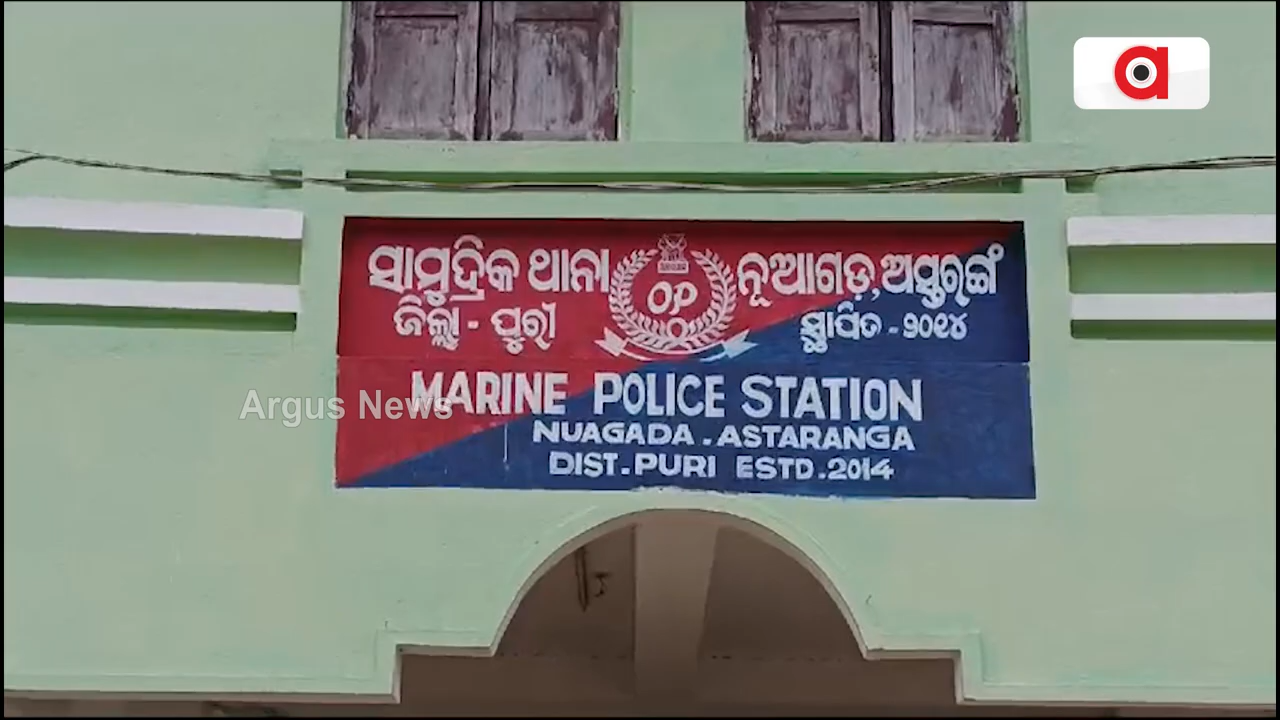 ସାମୁଦ୍ରିକ ଥାନା ନୂଆଗଡ଼, ଅସ୍ତରଙ୍ଗ
ଜିଲ୍ଲା - ପୁରୀ ସ୍ଥାପିତ - ୨୦୧୪
MARINE POLICE STATION
Argus News
NUAGADA . ASTARANGA
DIST. PURI ESTD. 2014